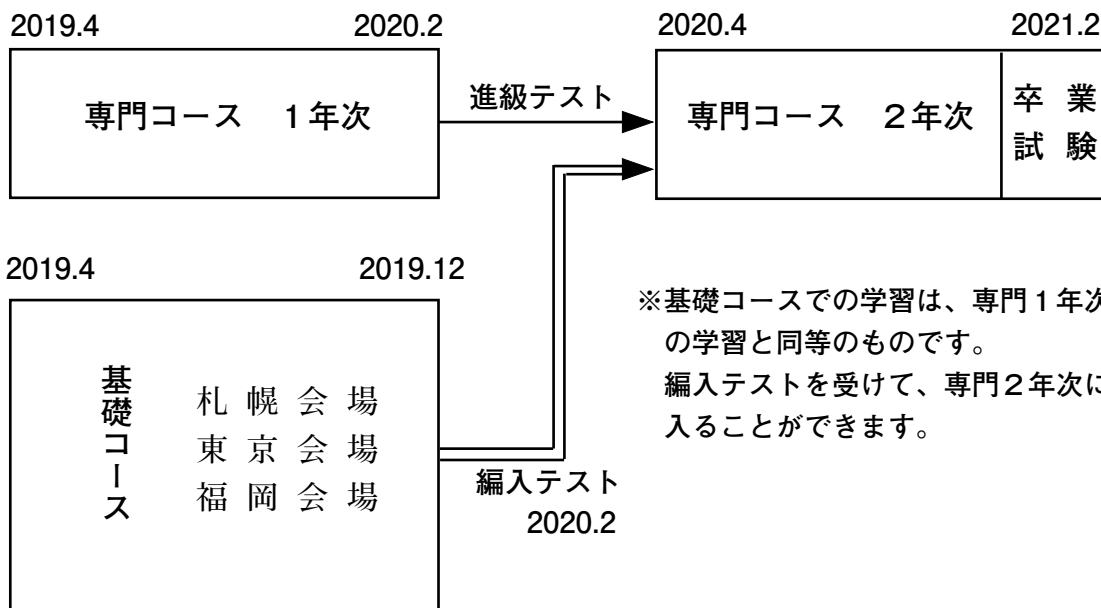 2019.4 2020.2
専門コース 1年次
進級テスト
2020.4 2021.2
専門コース 2年次
卒業
試験
2019.4 2019.12
基礎コース
札幌会場
東京会場
福岡会場
編入テスト
2020.2
※基礎コースでの学習は、専門1年次
の学習と同等のものです。
編入テストを受けて、専門2年次に
入ることができます。